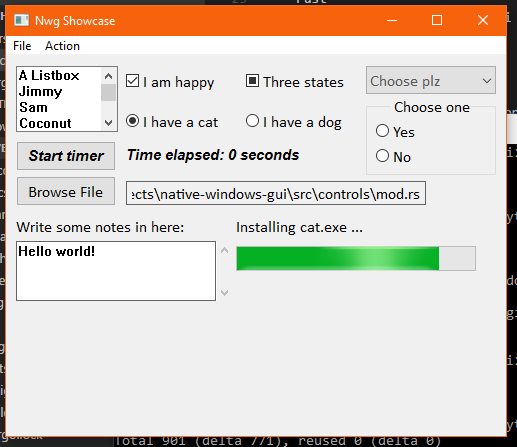 Nwg Showcase
File Action
A Listbox
Jimmy
Sam
Coconut
I am happy
Three states
Choose plz
I have a cat
I have a dog
Choose one
Yes
No
Start timer
Time elapsed: 0 seconds
Browse File
ects\native-windows-gui\src\controls\mod.rs
Write some notes in here:
Installing cat.exe ...
Hello world!
Total 901 (delta 771), reused 0 (delta 0)